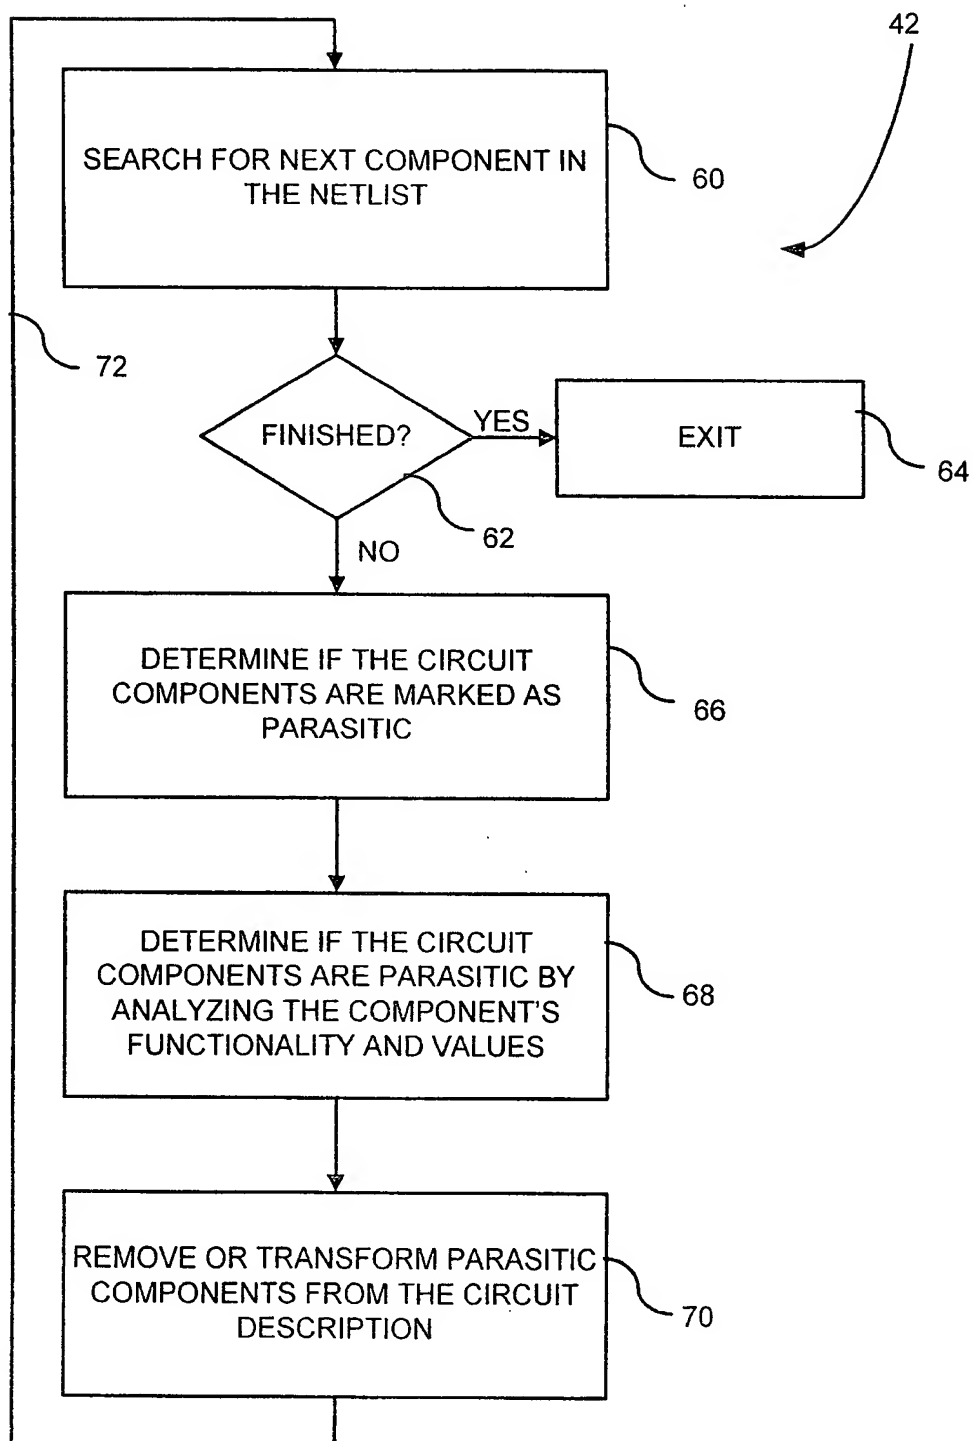 42
SEARCH FOR NEXT COMPONENT IN
THE NETLIST
60
72
FINISHED?
YES
EXIT
64
62
NO
DETERMINE IF THE CIRCUIT
COMPONENTS ARE MARKED AS
PARASITIC
66
DETERMINE IF THE CIRCUIT
COMPONENTS ARE PARASITIC BY
ANALYZING THE COMPONENT'S
FUNCTIONALITY AND VALUES
68
REMOVE OR TRANSFORM PARASITIC
COMPONENTS FROM THE CIRCUIT
DESCRIPTION
70